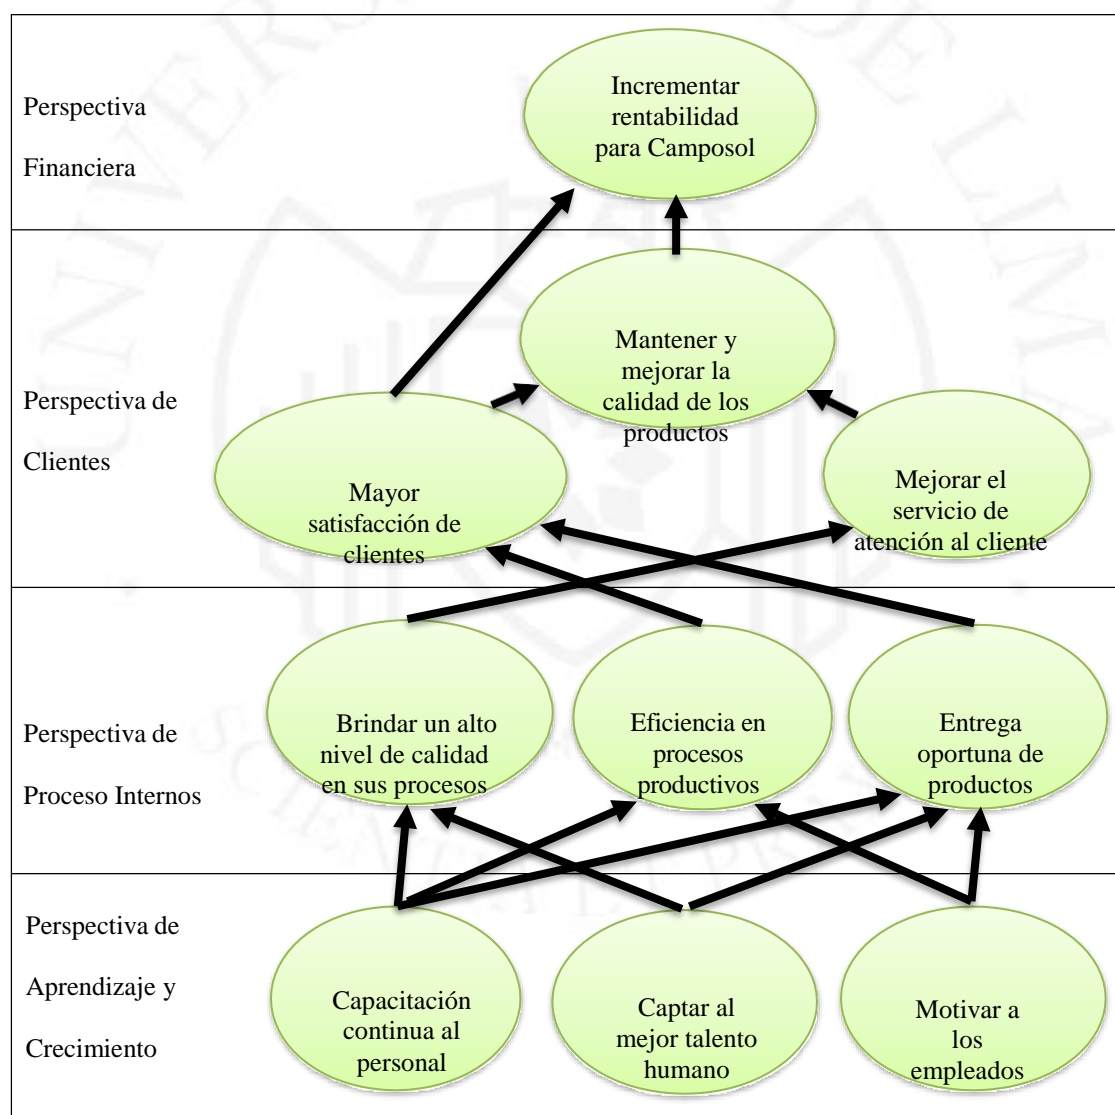 Perspectiva
Financiera
Incrementar
rentabilidad
para Camposol
Perspectiva de
Clientes
Mantener y
mejorar la
calidad de los
productos
Mayor
satisfacción de
clientes
Mejorar el
servicio de
atención al cliente
Perspectiva de
Proceso Internos
Brindar un alto
nivel de calidad
en sus procesos
Eficiencia en
procesos
productivos
Entrega
oportuna de
productos
Perspectiva de
Aprendizaje y
Crecimiento
Capacitación
continua al
personal
Captar al
mejor talento
humano
Motivar a
los
empleados
UNIVERSIDAD DE LIMA